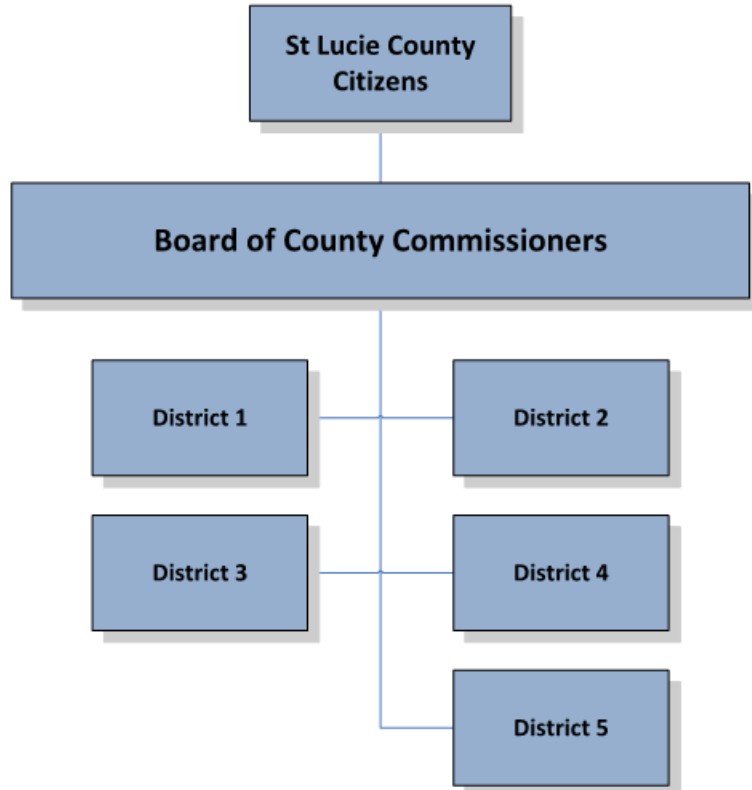 St Lucie County
Citizens
Board of County Commissioners
District 1
District 2
District 3
District 4
District 5